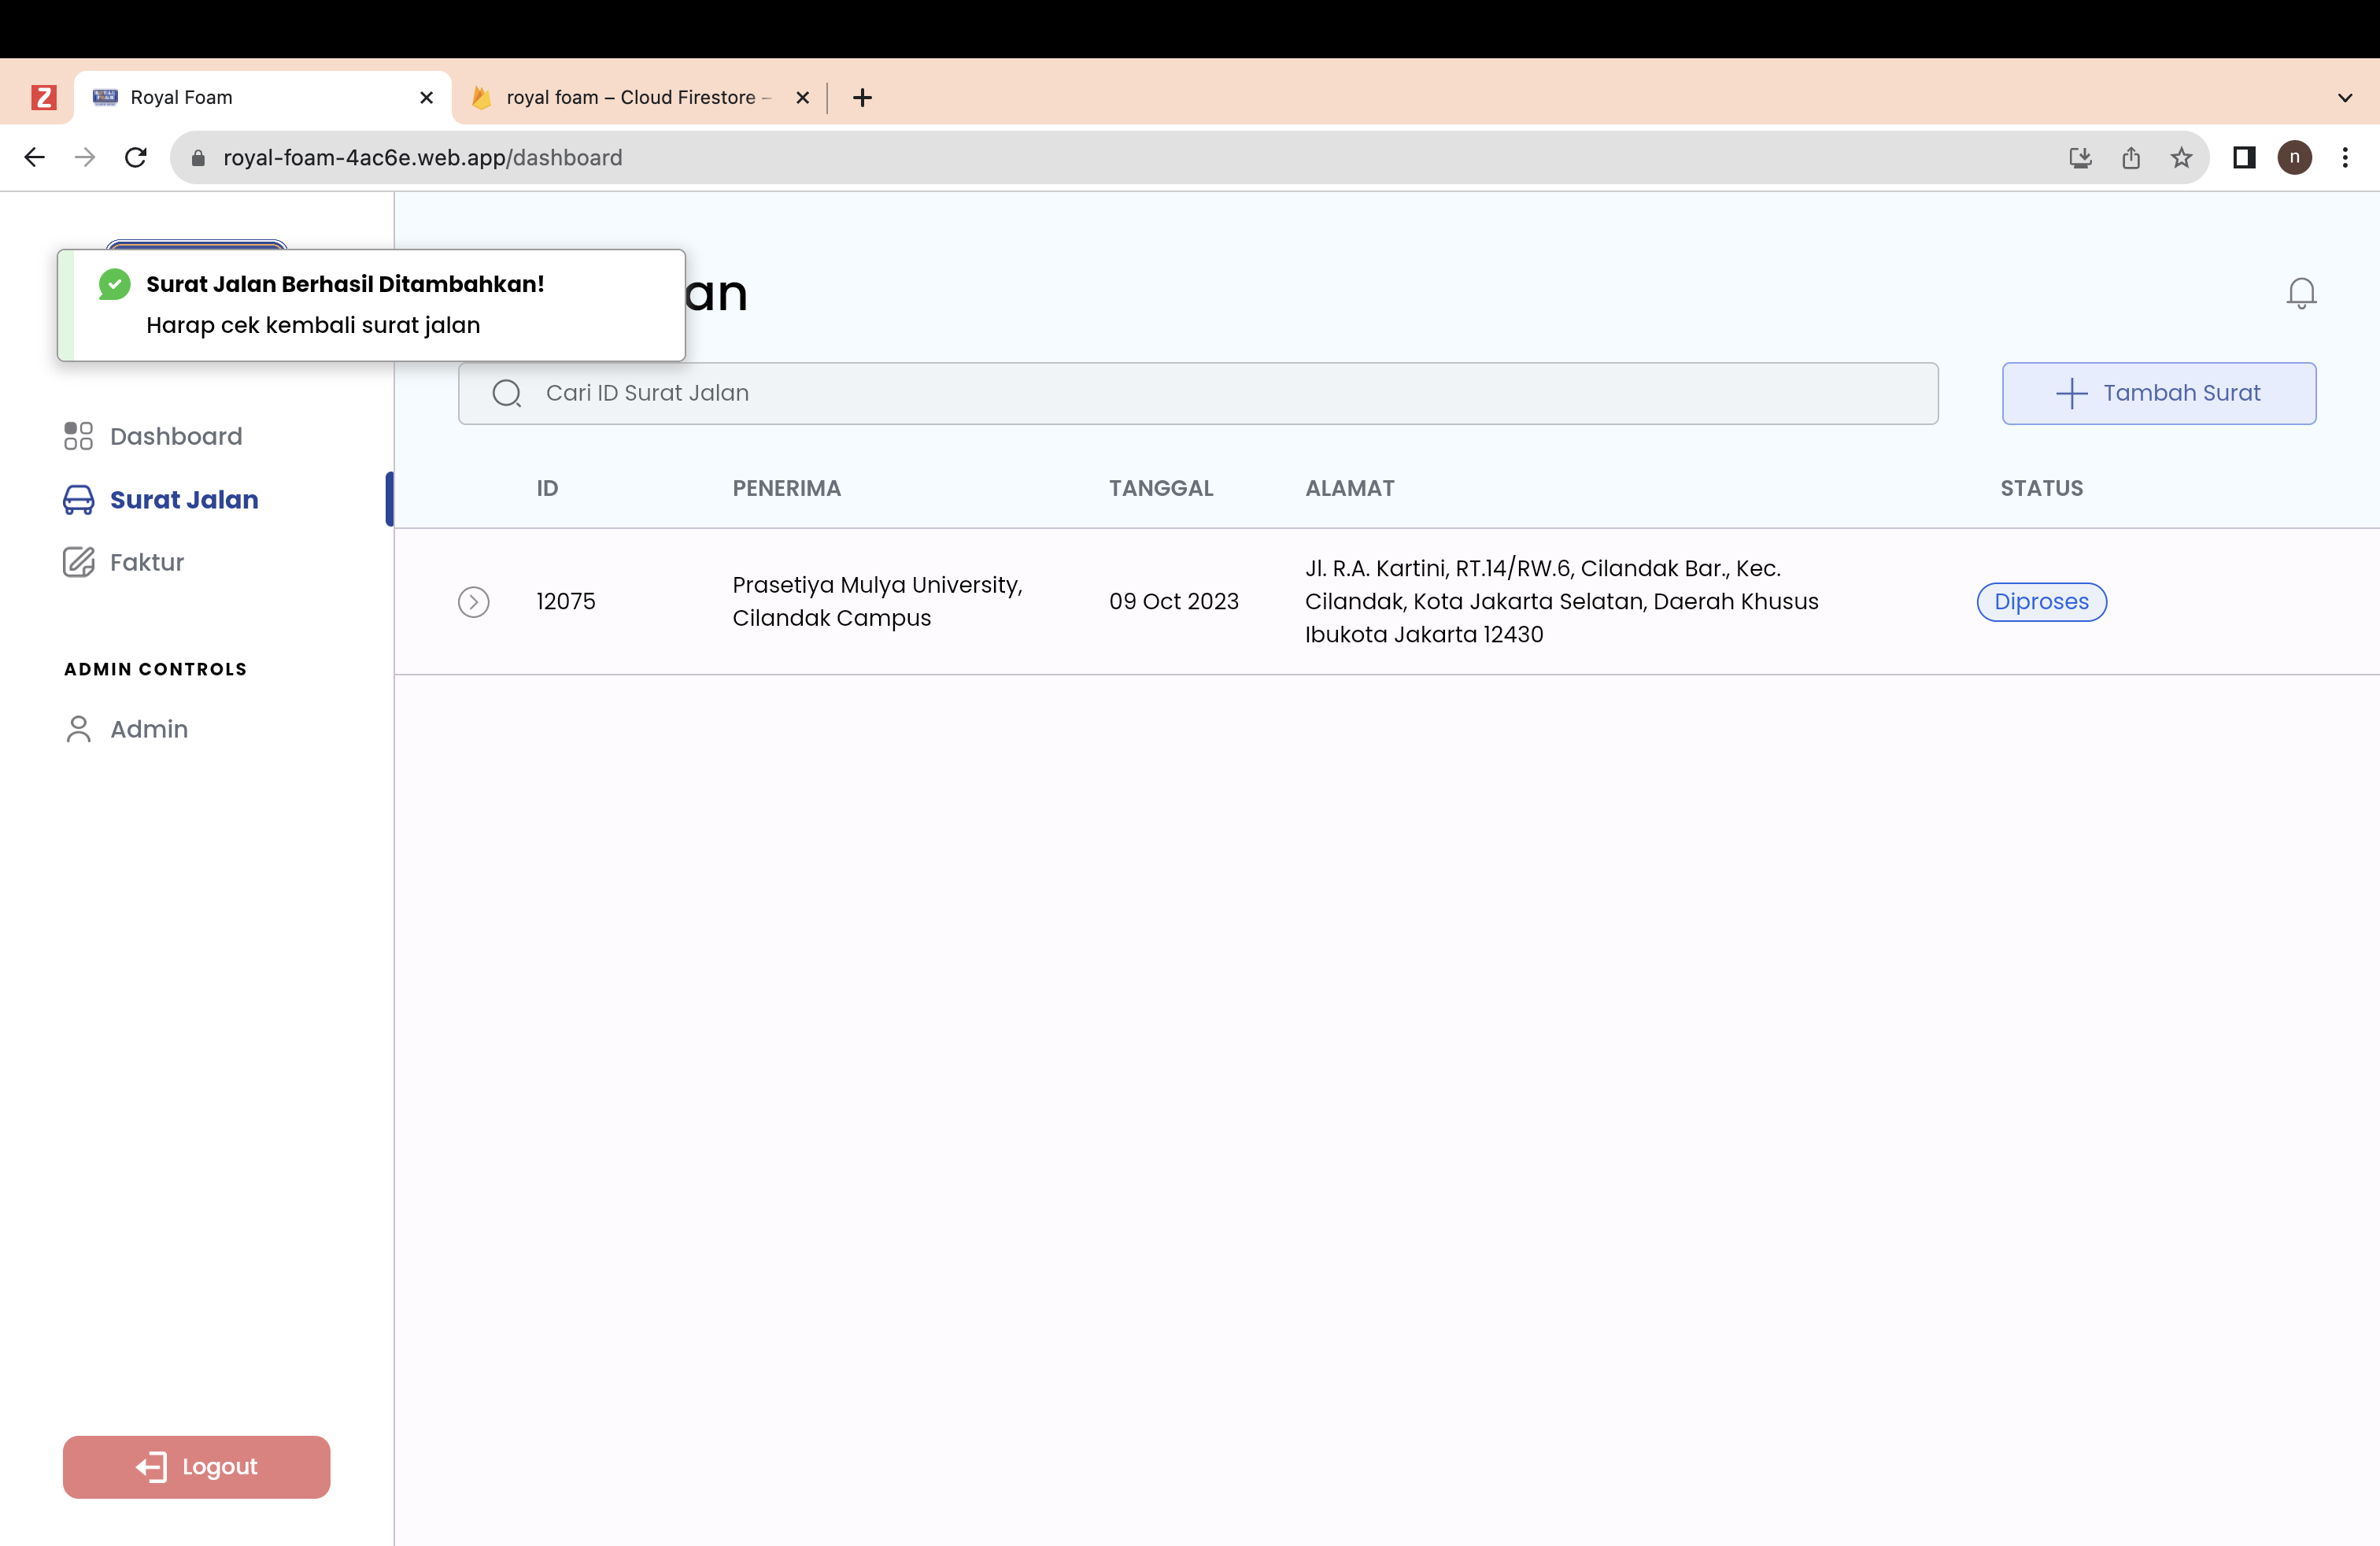 Royal Foam
royal foam – Cloud Firestore –
royal-foam-4ac6e.web.app/dashboard
n
Surat Jalan Berhasil Ditambahkan!
Harap cek kembali surat jalan
an
Cari ID Surat Jalan
Tambah Surat
Dashboard
Surat Jalan
Faktur
ADMIN CONTROLS
Admin
Logout
ID PENERIMA TANGGAL ALAMAT STATUS
12075
Prasetiya Mulya University,
Cilandak Campus
09 Oct 2023
Jl. R.A. Kartini, RT.14/RW.6, Cilandak Bar., Kec.
Cilandak, Kota Jakarta Selatan, Daerah Khusus
Ibukota Jakarta 12430
Diproses